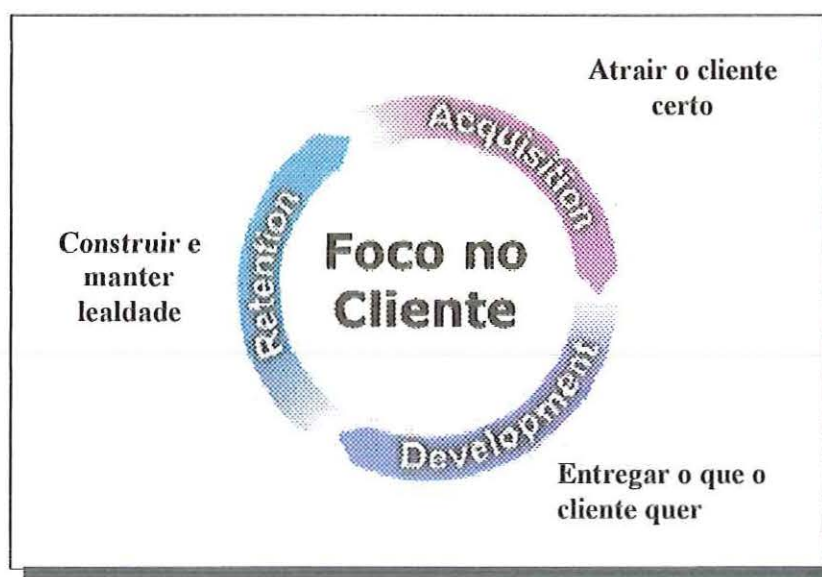 Atrair o cliente
certo
Acquisition
Retention
Construir e
manter
lealdade
Foco no
Cliente
Development
Entregar o que o
cliente quer